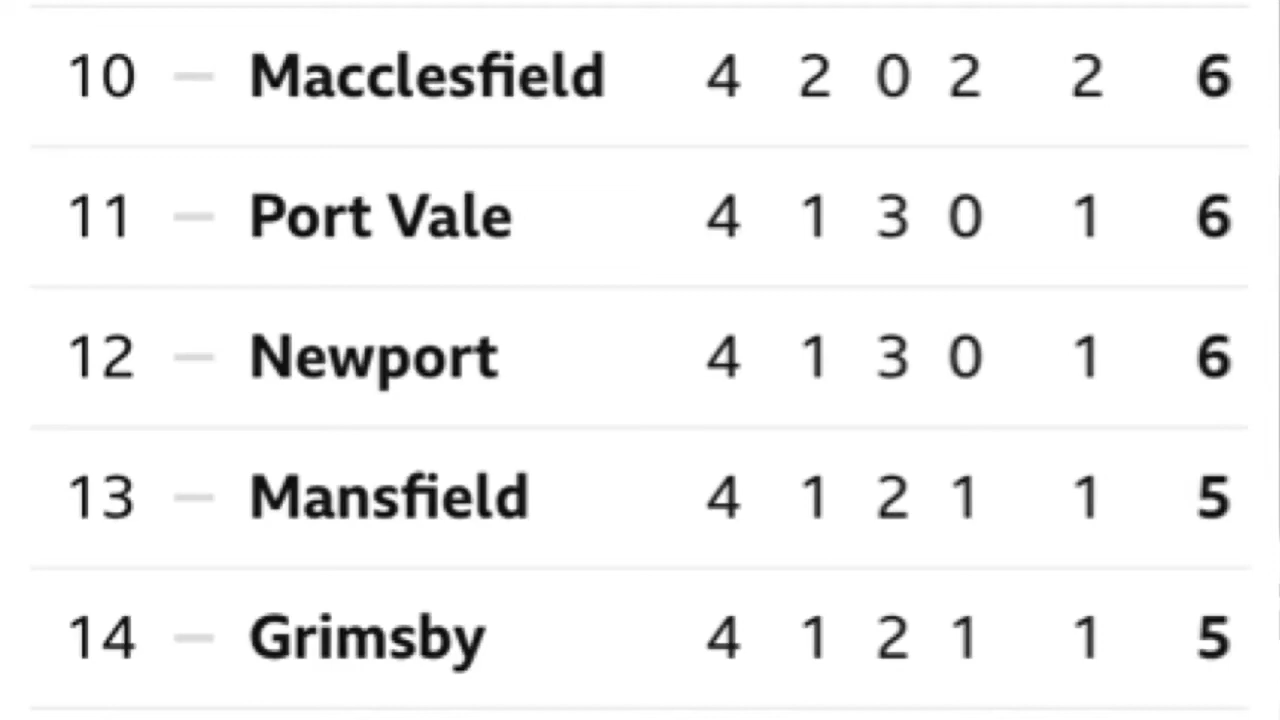 10 — Macclesfield 4 2 0 2 2 6
11 — Port Vale 4 1 3 0 1 6
12 — Newport 4 1 3 0 1 6
13 — Mansfield 4 1 2 1 1 5
14 — Grimsby 4 1 2 1 1 5